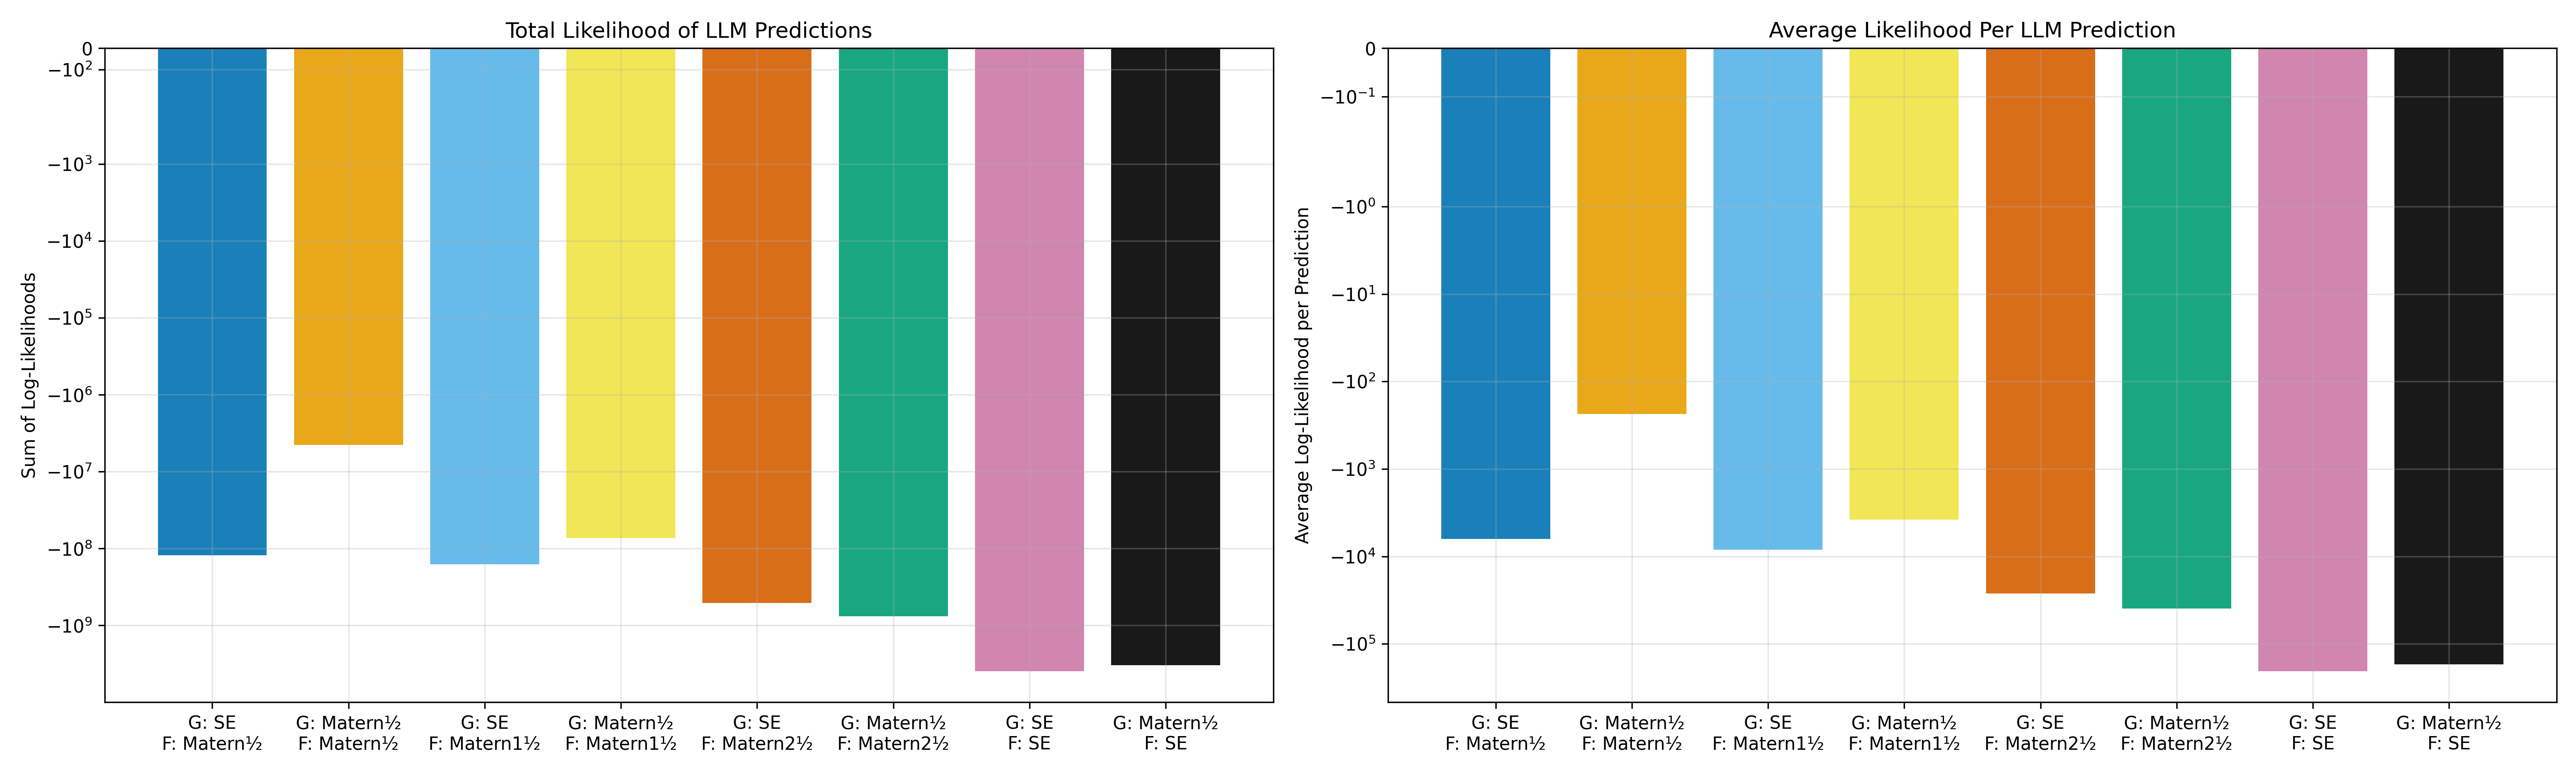 Total Likelihood of LLM Predictions
Sum of Log-Likelihoods
0
−10²
−10³
−10⁴
−10⁵
−10⁶
−10⁷
−10⁸
−10⁹
G: SE
F: Matern½
G: Matern½
F: Matern½
G: SE
F: Matern1½
G: Matern½
F: Matern1½
G: SE
F: Matern2½
G: Matern½
F: Matern2½
G: SE
F: SE
G: Matern½
F: SE
Average Likelihood Per LLM Prediction
Average Log-Likelihood per Prediction
0
−10⁻¹
−10⁰
−10¹
−10²
−10³
−10⁴
−10⁵
G: SE
F: Matern½
G: Matern½
F: Matern½
G: SE
F: Matern1½
G: Matern½
F: Matern1½
G: SE
F: Matern2½
G: Matern½
F: Matern2½
G: SE
F: SE
G: Matern½
F: SE